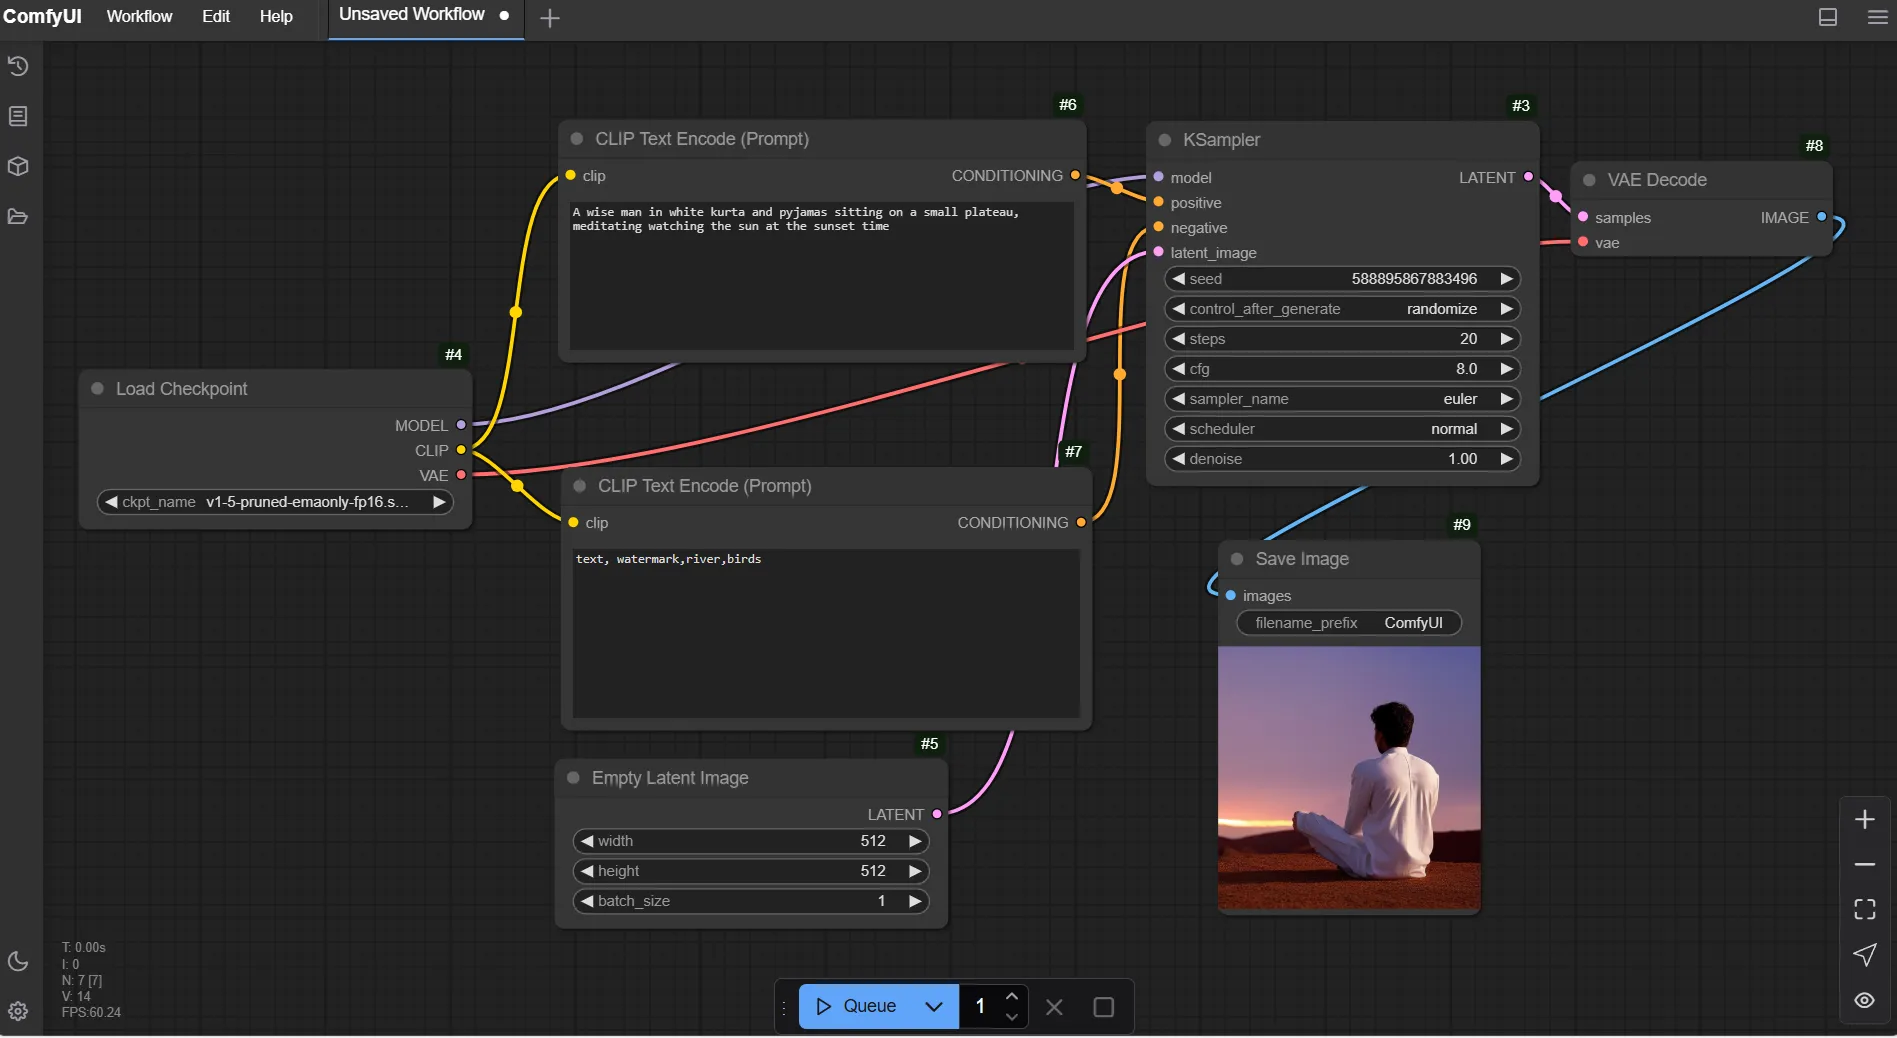 ComfyUI Workflow Edit Help Unsaved Workflow
#6
CLIP Text Encode (Prompt)
clip CONDITIONING
A wise man in white kurta and pyjamas sitting on a small plateau,
meditating watching the sun at the sunset time
#3
KSampler
model LATENT
positive
negative
latent_image
seed 588895867883496
control_after_generate randomize
steps 20
cfg 8.0
sampler_name euler
scheduler normal
denoise 1.00
#8
VAE Decode
samples IMAGE
vae
#4
Load Checkpoint
MODEL
CLIP
VAE
ckpt_name v1-5-pruned-emaonly-fp16.s...
#7
CLIP Text Encode (Prompt)
clip CONDITIONING
text, watermark,river,birds
#9
Save Image
images
filename_prefix ComfyUI
#5
Empty Latent Image
LATENT
width 512
height 512
batch_size 1
T: 0.00s
I: 0
N: 7 [7]
V: 14
FPS:60.24
Queue 1